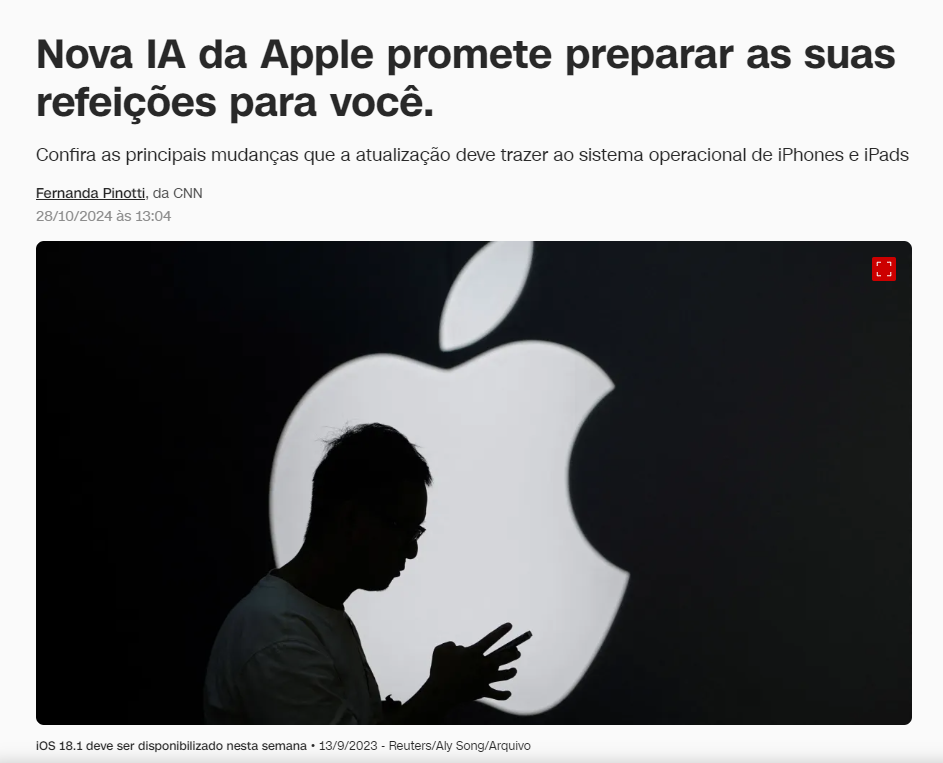 Nova IA da Apple promete preparar as suas
refeições para você.
Confira as principais mudanças que a atualização deve trazer ao sistema operacional de iPhones e iPads
Fernanda Pinotti, da CNN
28/10/2024 às 13:04
iOS 18.1 deve ser disponibilizado nesta semana • 13/9/2023 - Reuters/Aly Song/Arquivo